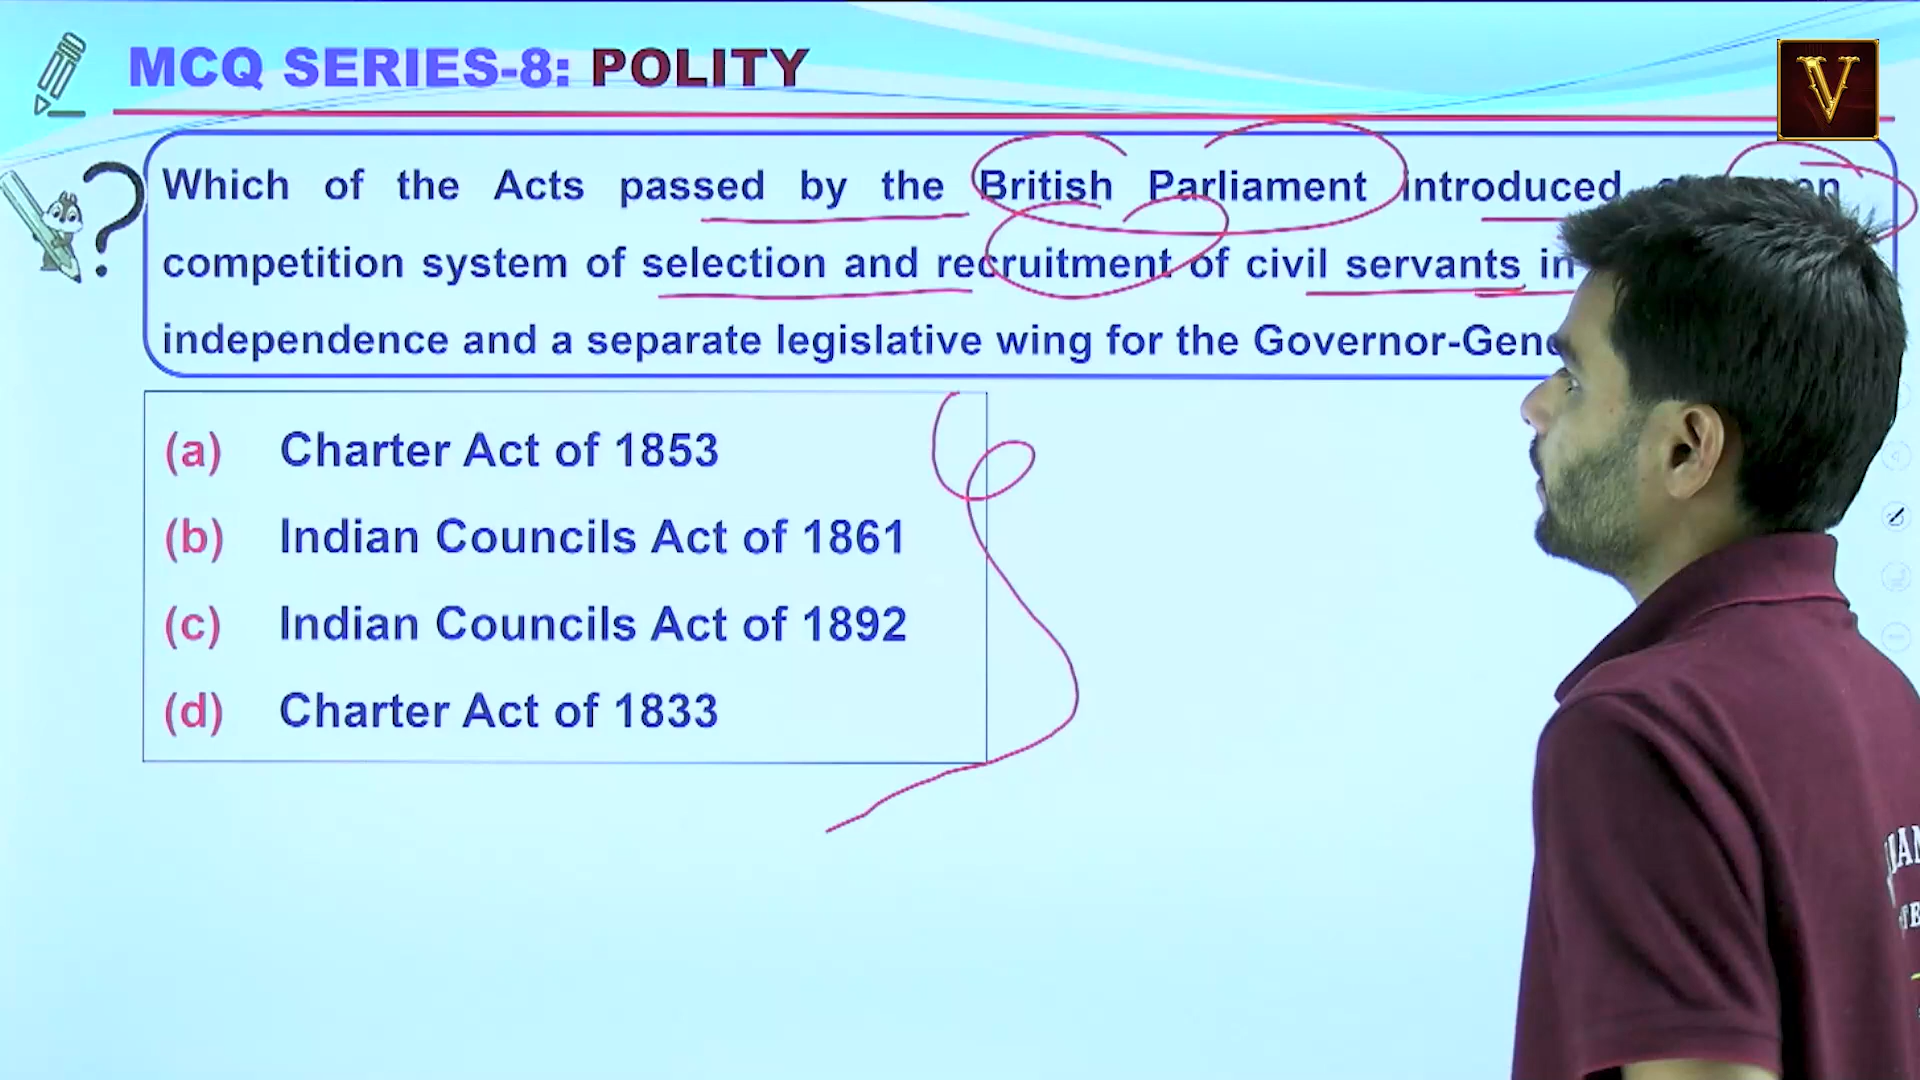 MCQ SERIES-8: POLITY
V
Which of the Acts passed by the British Parliament introduced
competition system of selection and recruitment of civil servants in
independence and a separate legislative wing for the
(a) Charter Act of 1853
(b) Indian Councils Act of 1861
(c) Indian Councils Act of 1892
(d) Charter Act of 1833